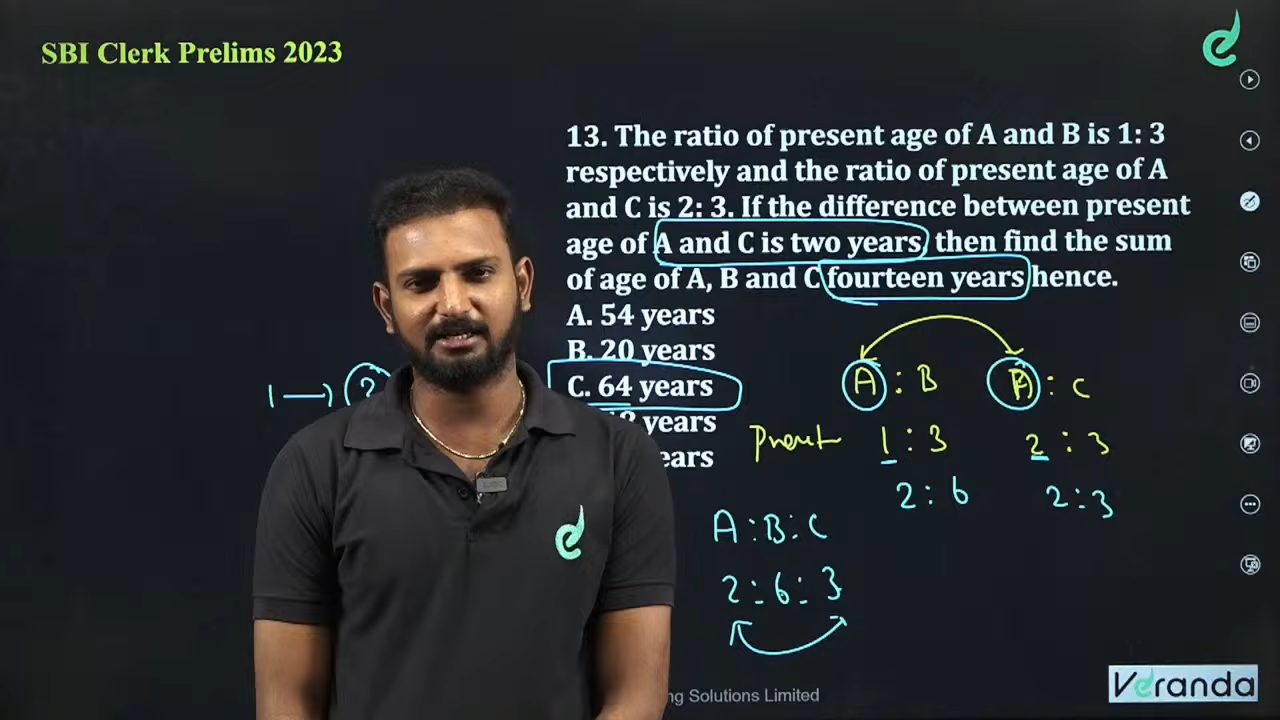 SBI Clerk Prelims 2023
13. The ratio of present age of A and B is 1: 3
respectively and the ratio of present age of A
and C is 2: 3. If the difference between present
age of A and C is two years, then find the sum
of age of A, B and C fourteen years hence.
A. 54 years
B. 20 years
C. 64 years
years
ears
1 → 2
A : B A : C
Present 1 : 3 2 : 3
2 : 6 2 : 3
A : B : C
2 : 6 : 3
ng Solutions Limited
Veranda